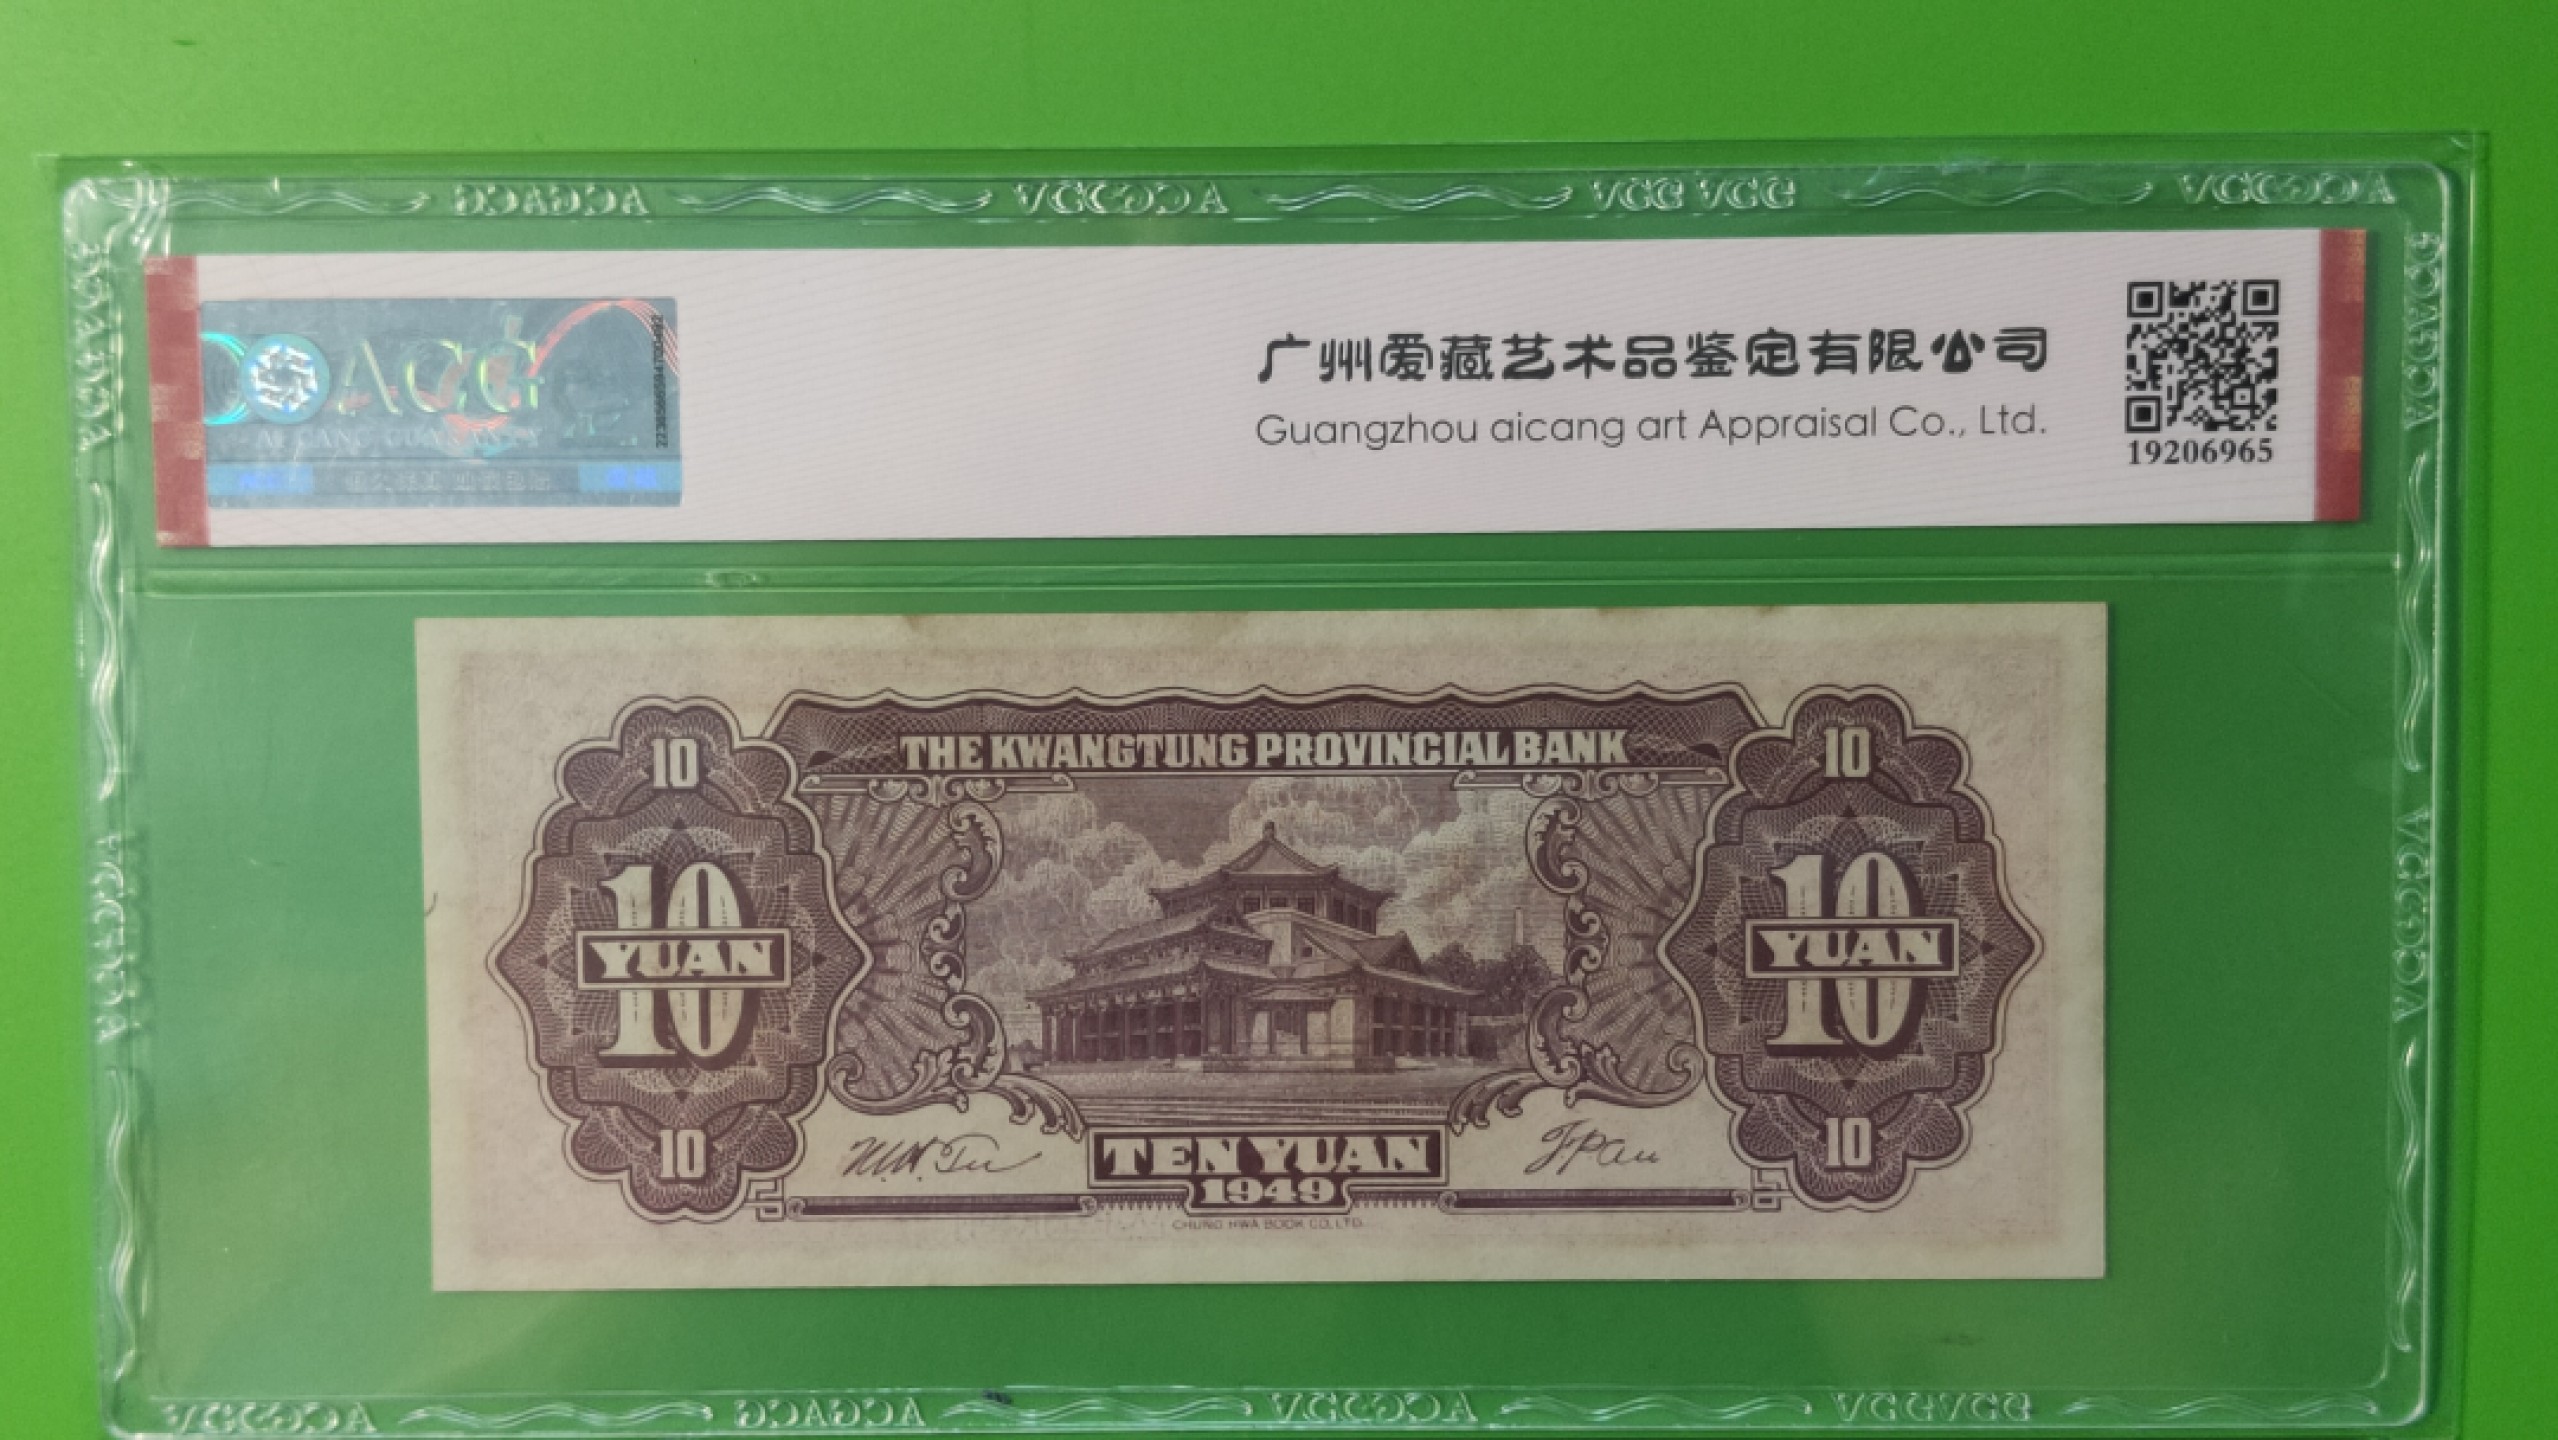 ACG
广州爱藏艺术品鉴定有限公司
Guangzhou aicang art Appraisal Co., Ltd.
19206965
THE KWANGTUNG PROVINCIAL BANK
10
10
10
YUAN
10
YUAN
10
10
TEN YUAN
1949
CHUNG HWA BOOK CO., LTD.